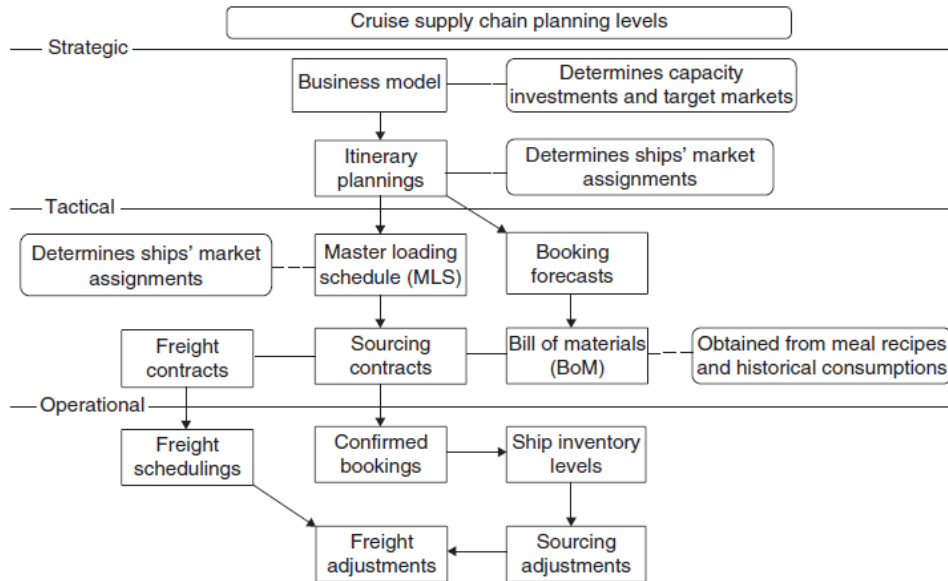 Cruise supply chain planning levels
Strategic
Business model
Determines capacity
investments and target markets
Itinerary
plannings
Determines ships' market
assignments
Tactical
Determines ships' market
assignments
Master loading
schedule (MLS)
Booking
forecasts
Freight
contracts
Sourcing
contracts
Bill of materials
(BoM)
Obtained from meal recipes
and historical consumptions
Operational
Freight
schedulings
Confirmed
bookings
Ship inventory
levels
Freight
adjustments
Sourcing
adjustments